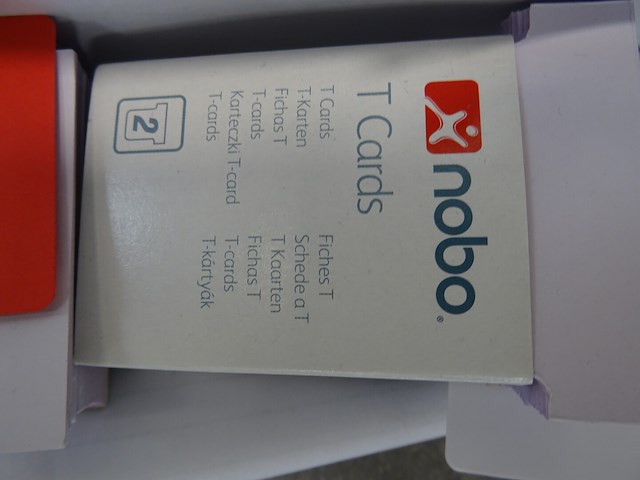 nobo®
T Cards
T Cards
T-Karten
Fichas T
T-cards
Karteczki T-card
T-cards
Fiches T
Schede a T
T Kaarten
Fichas T
T-cards
T-kártyák
2